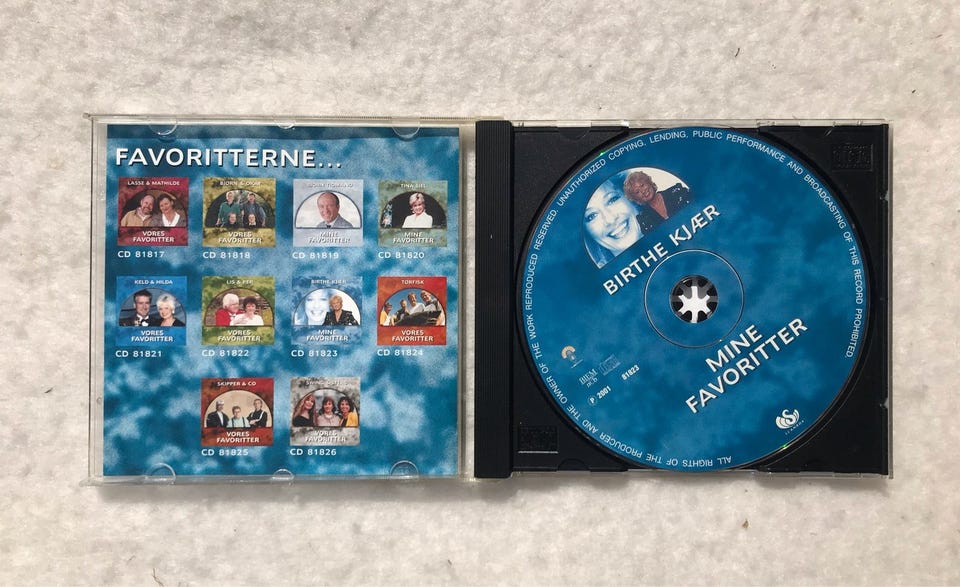 FAVORITTERNE...
LASSE & MATHILDE
VORES
FAVORITTER
CD 81817
BJØRN & OKAY
VORES
FAVORITTER
CD 81818
BJARNE
MINE
FAVORITTER
CD 81819
TINA SIEL
MINE
FAVORITTER
CD 81820
KELD & HILDA
VORES
FAVORITTER
CD 81821
LIS & PER
VORES
FAVORITTER
CD 81822
BIRTHE KJÆR
MINE
FAVORITTER
CD 81823
TØRFISK
VORES
FAVORITTER
CD 81824
SKIPPER & CO
VORES
FAVORITTER
CD 81825
VORES
FAVORITTER
CD 81826
ALL RIGHTS OF THE PRODUCER AND THE OWNER OF THE WORK REPRODUCED RESERVED. UNAUTHORIZED COPYING, LENDING, PUBLIC PERFORMANCE AND BROADCASTING OF THIS RECORD PROHIBITED
BIRTHE KJÆR
MINE
FAVORITTER
BIEM
ncb
℗ 2001 81823